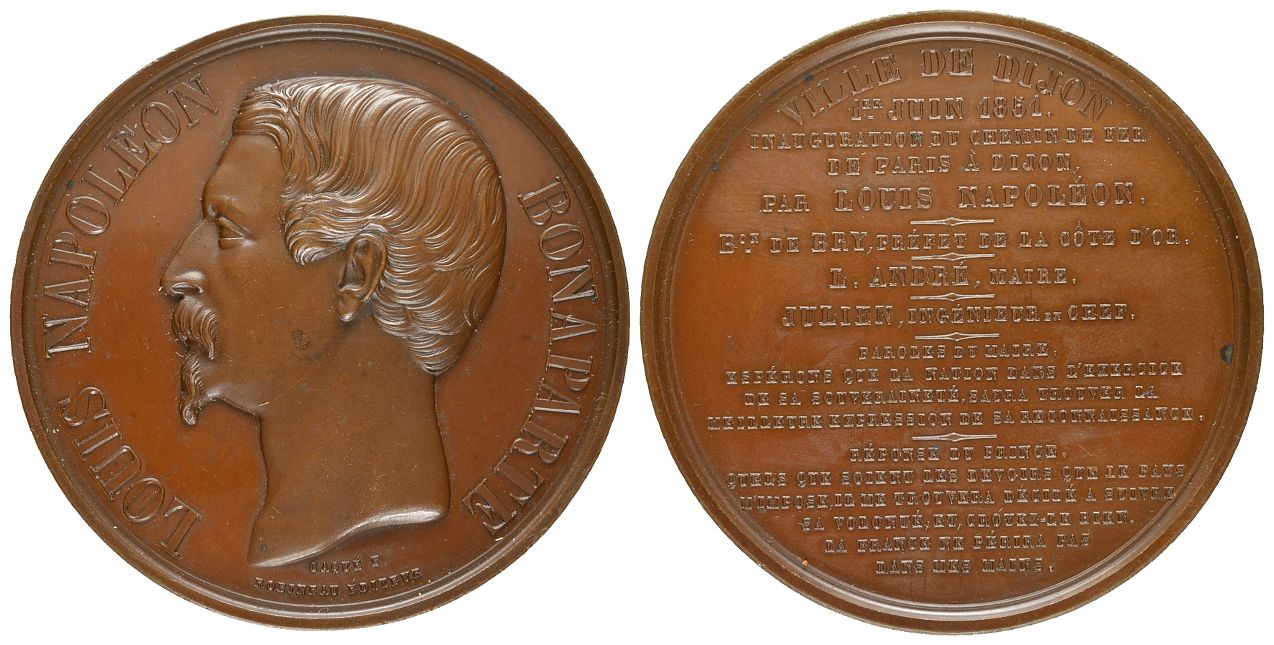 LOUIS NAPOLEON
BONAPARTE
CAQUÉ F.
ROBINEAU ÉDITEUR
VILLE DE DIJON
1ER JUIN 1851.
INAUGURATION DU CHEMIN DE FER
DE PARIS À DIJON,
PAR LOUIS NAPOLÉON.
BON DE BRY, PRÉFET DE LA CÔTE D'OR.
L. ANDRÉ, MAIRE.
JULIEN, INGÉNIEUR EN CHEF.
PAROLES DU MAIRE.
ESPÉRONS QUE LA NATION DANS L'EXERCICE
DE SA SOUVERAINETÉ, SAURA TROUVER LA
MEILLEURE EXPRESSION DE SA RECONNAISSANCE.
RÉPONSE DU PRINCE.
QUELS QUE SOIENT LES DEVOIRS QUE LE PAYS
M'IMPOSE, IL ME TROUVERA DÉCIDÉ A SUIVRE
SA VOLONTÉ, ET, CROYEZ-LE BIEN.
LA FRANCE NE PÉRIRA PAS
DANS MES MAINS.